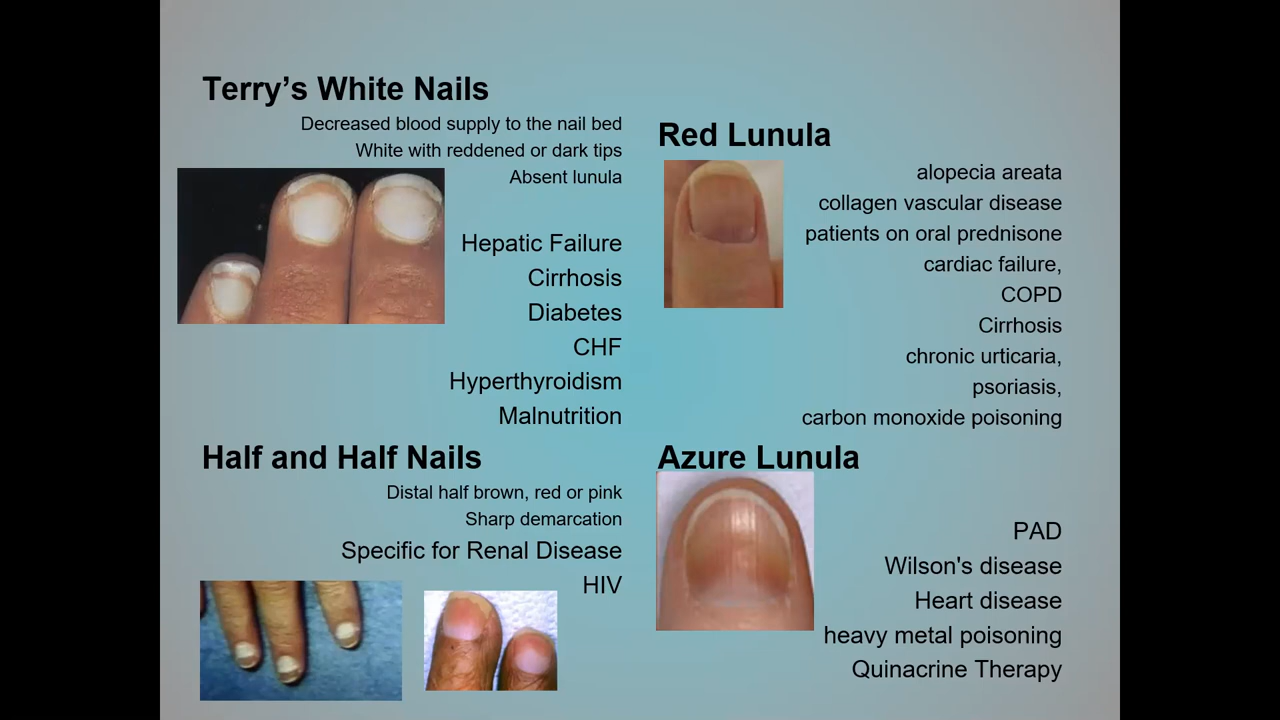 Terry’s White Nails
Decreased blood supply to the nail bed
White with reddened or dark tips
Absent lunula
Hepatic Failure
Cirrhosis
Diabetes
CHF
Hyperthyroidism
Malnutrition
Half and Half Nails
Distal half brown, red or pink
Sharp demarcation
Specific for Renal Disease
HIV
Red Lunula
alopecia areata
collagen vascular disease
patients on oral prednisone
cardiac failure,
COPD
Cirrhosis
chronic urticaria,
psoriasis,
carbon monoxide poisoning
Azure Lunula
PAD
Wilson's disease
Heart disease
heavy metal poisoning
Quinacrine Therapy